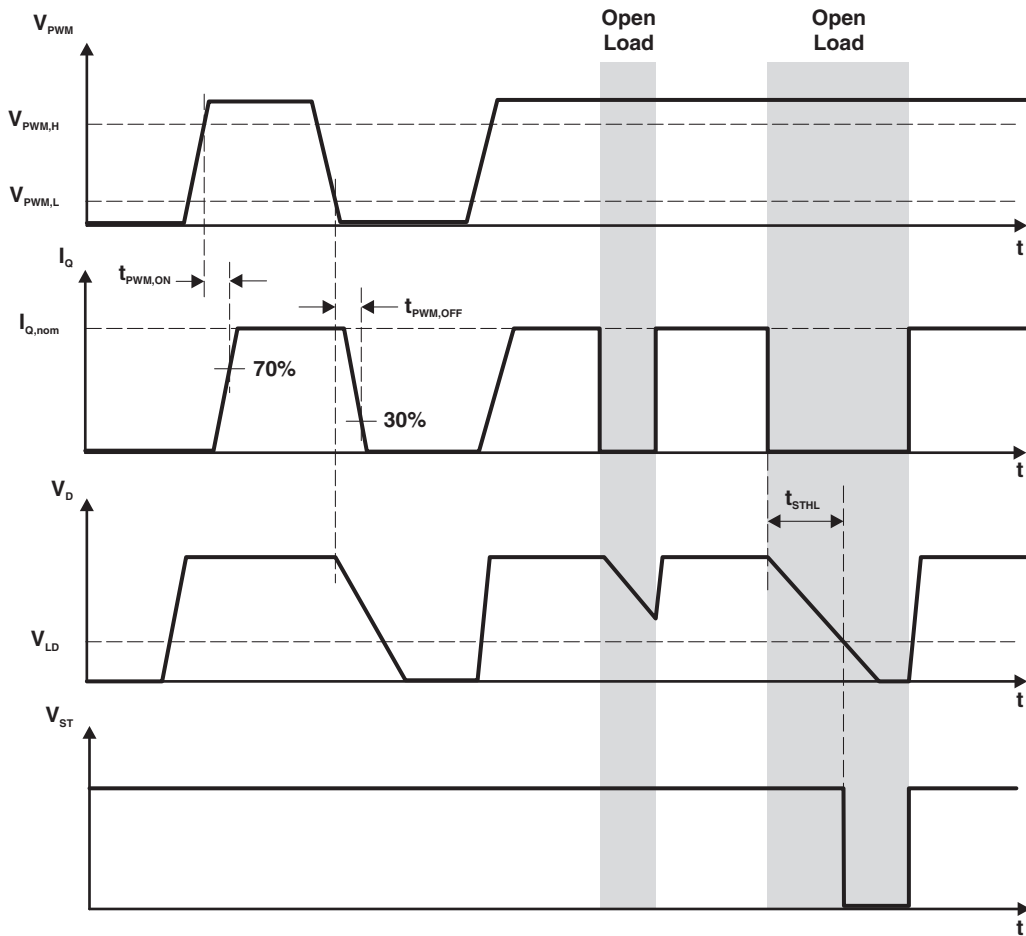 V_PWM
Open
Load
Open
Load
V_PWM,H
V_PWM,L
t
I_Q
t_PWM,ON
t_PWM,OFF
I_Q,nom
70%
30%
t
V_D
t_STHL
V_LD
t
V_ST
t